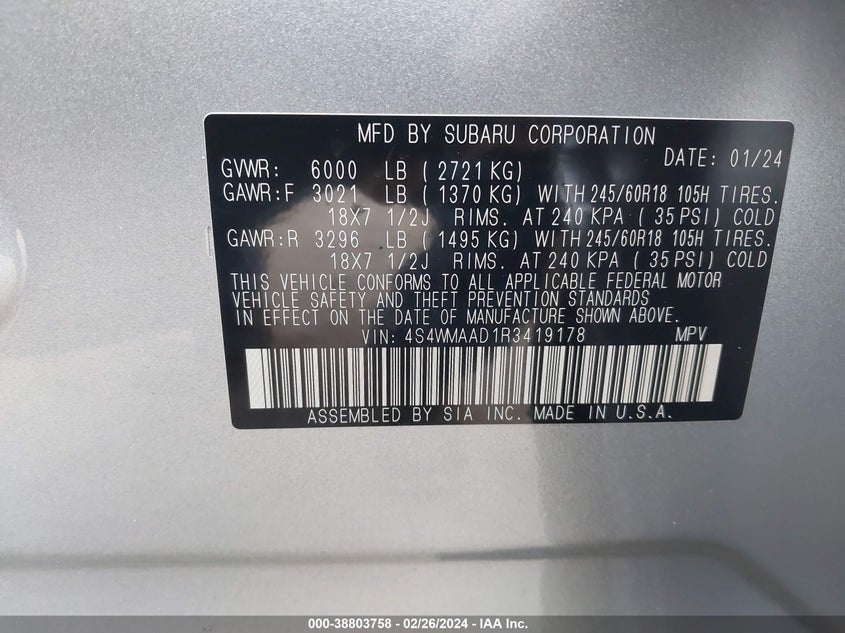 MFD BY SUBARU CORPORATION
DATE: 01/24
GVWR: 6000 LB ( 2721 KG)
GAWR:F 3021 LB ( 1370 KG) WITH 245/60R18 105H TIRES.
18X7 1/2J RIMS. AT 240 KPA ( 35 PSI) COLD
GAWR:R 3296 LB ( 1495 KG) WITH 245/60R18 105H TIRES.
18X7 1/2J RIMS. AT 240 KPA ( 35 PSI) COLD
THIS VEHICLE CONFORMS TO ALL APPLICABLE FEDERAL MOTOR
VEHICLE SAFETY AND THEFT PREVENTION STANDARDS
IN EFFECT ON THE DATE OF MANUFACTURE SHOWN ABOVE.
VIN: 4S4WMAAD1R3419178 MPV
ASSEMBLED BY SIA INC. MADE IN U.S.A.
000-38803758 - 02/26/2024 - IAA Inc.